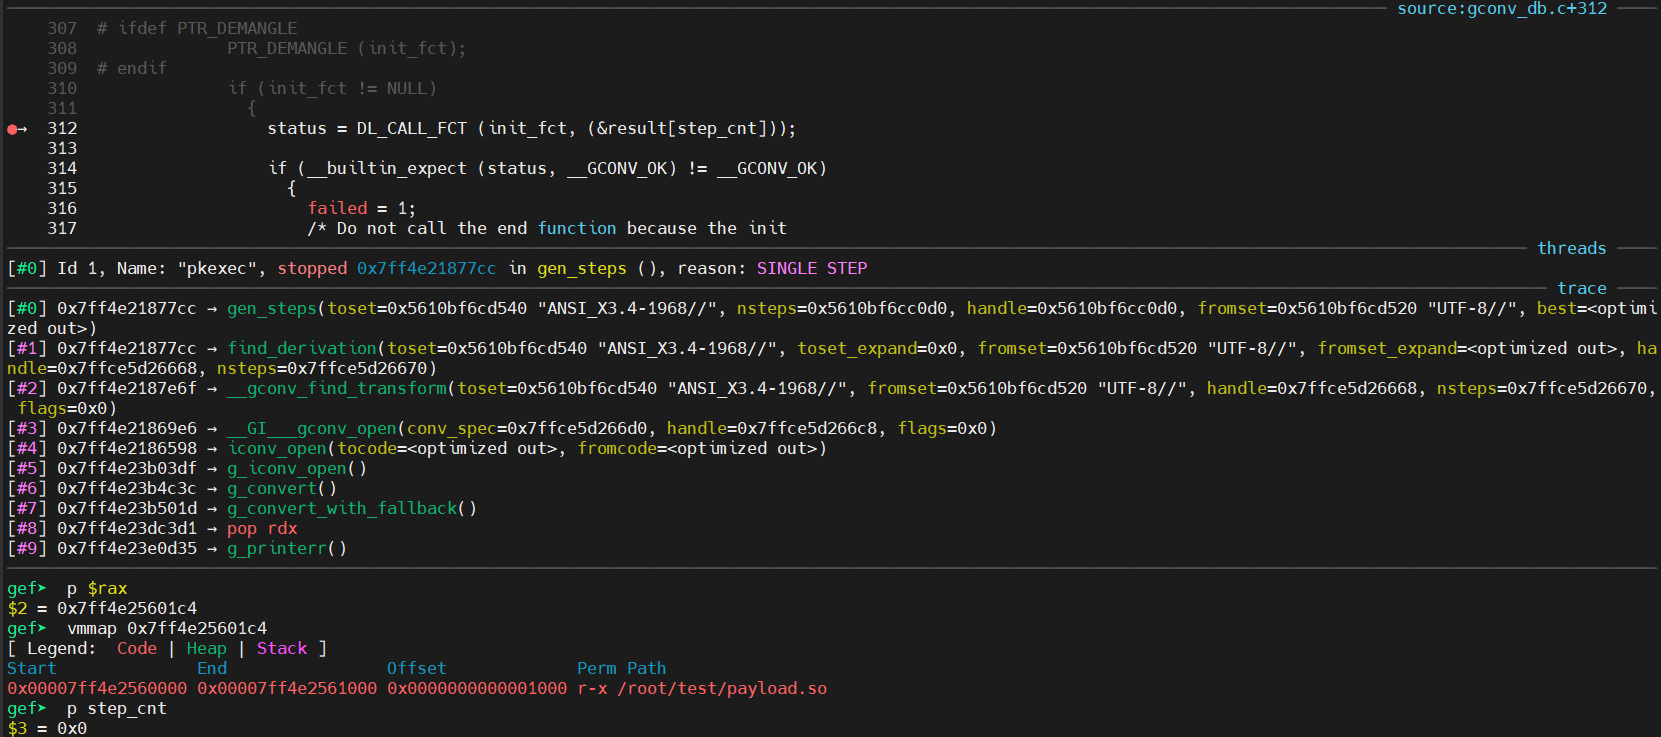 source:gconv_db.c+312
307 # ifdef PTR_DEMANGLE
308 PTR_DEMANGLE (init_fct);
309 # endif
310 if (init_fct != NULL)
311 {
●→ 312 status = DL_CALL_FCT (init_fct, (&result[step_cnt]));
313
314 if (__builtin_expect (status, __GCONV_OK) != __GCONV_OK)
315 {
316 failed = 1;
317 /* Do not call the end function because the init
threads
[#0] Id 1, Name: "pkexec", stopped 0x7ff4e21877cc in gen_steps (), reason: SINGLE STEP
trace
[#0] 0x7ff4e21877cc → gen_steps(toset=0x5610bf6cd540 "ANSI_X3.4-1968//", nsteps=0x5610bf6cc0d0, handle=0x5610bf6cc0d0, fromset=0x5610bf6cd520 "UTF-8//", best=<optimi
zed out>)
[#1] 0x7ff4e21877cc → find_derivation(toset=0x5610bf6cd540 "ANSI_X3.4-1968//", toset_expand=0x0, fromset=0x5610bf6cd520 "UTF-8//", fromset_expand=<optimized out>, ha
ndle=0x7ffce5d26668, nsteps=0x7ffce5d26670)
[#2] 0x7ff4e2187e6f → __gconv_find_transform(toset=0x5610bf6cd540 "ANSI_X3.4-1968//", fromset=0x5610bf6cd520 "UTF-8//", handle=0x7ffce5d26668, nsteps=0x7ffce5d26670,
flags=0x0)
[#3] 0x7ff4e21869e6 → __GI___gconv_open(conv_spec=0x7ffce5d266d0, handle=0x7ffce5d266c8, flags=0x0)
[#4] 0x7ff4e2186598 → iconv_open(tocode=<optimized out>, fromcode=<optimized out>)
[#5] 0x7ff4e23b03df → g_iconv_open()
[#6] 0x7ff4e23b4c3c → g_convert()
[#7] 0x7ff4e23b501d → g_convert_with_fallback()
[#8] 0x7ff4e23dc3d1 → pop rdx
[#9] 0x7ff4e23e0d35 → g_printerr()
gef➤ p $rax
$2 = 0x7ff4e25601c4
gef➤ vmmap 0x7ff4e25601c4
[ Legend: Code | Heap | Stack ]
Start End Offset Perm Path
0x00007ff4e2560000 0x00007ff4e2561000 0x0000000000001000 r-x /root/test/payload.so
gef➤ p step_cnt
$3 = 0x0